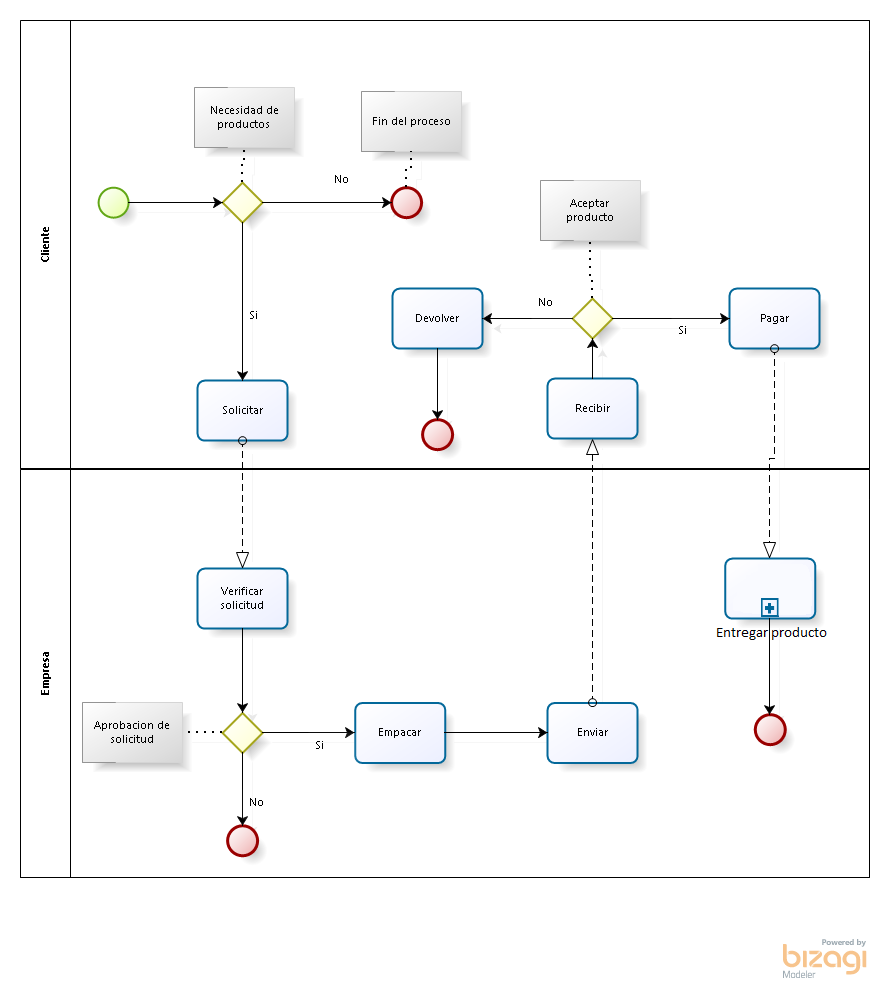 Cliente
Necesidad de
productos
Fin del proceso
No
Aceptar
producto
Si
Devolver
No
Si
Pagar
Solicitar
Recibir
Empresa
Verificar
solicitud
Entregar producto
Aprobacion de
solicitud
Si
Empacar
Enviar
No
Powered by
bizagi
Modeler